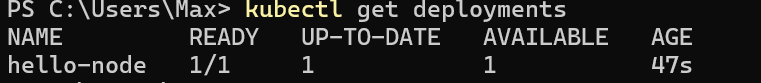 PS C:\Users\Max> kubectl get deployments
NAME READY UP-TO-DATE AVAILABLE AGE
hello-node 1/1 1 1 47s